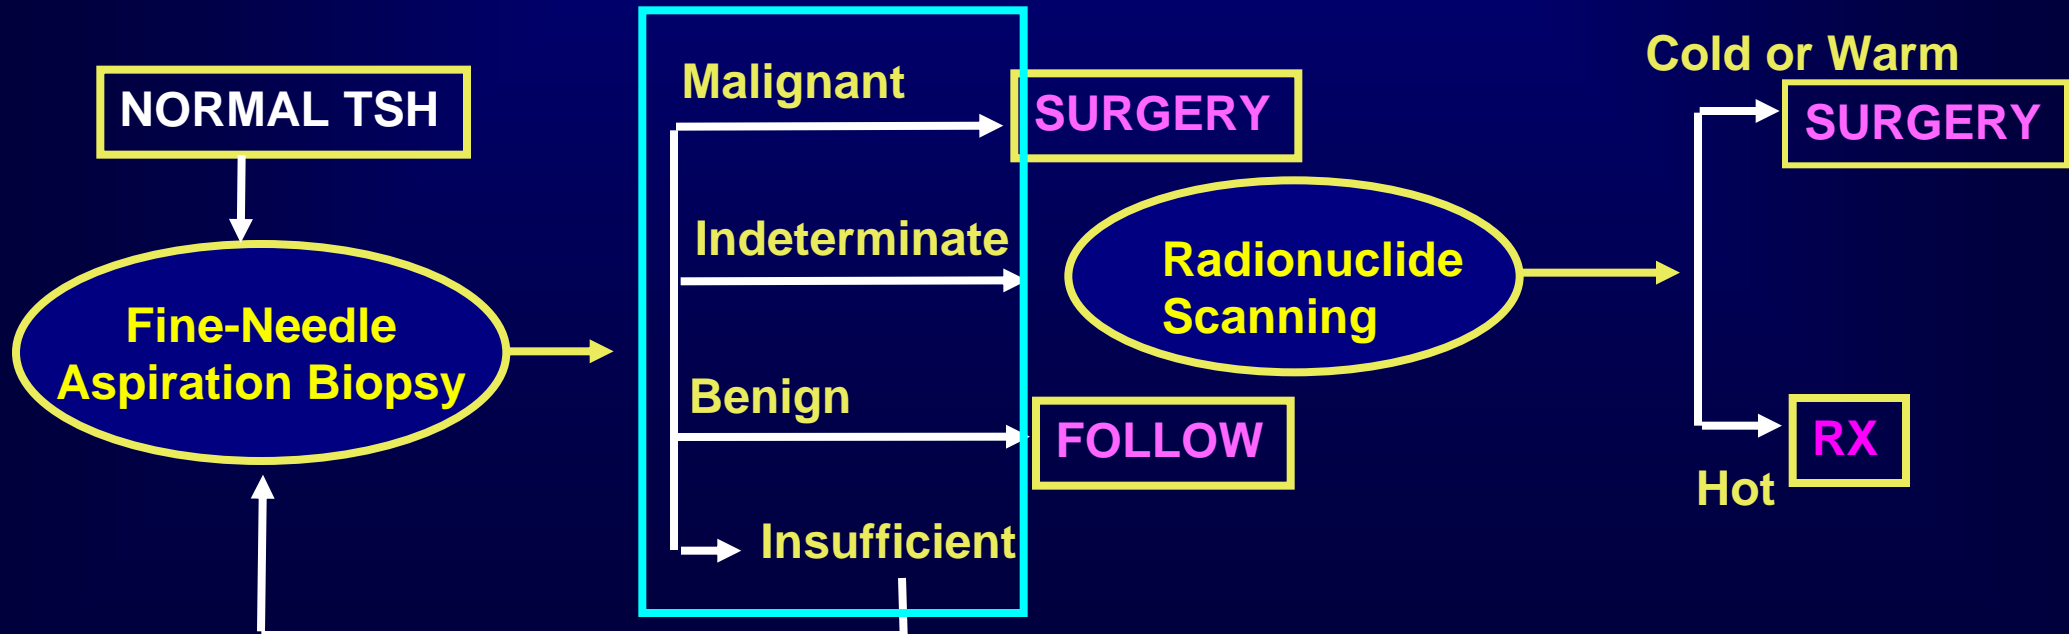 NORMAL TSH
Fine-Needle
Aspiration Biopsy
Malignant
SURGERY
Indeterminate
Radionuclide
Scanning
Benign
FOLLOW
Insufficient
Cold or Warm
SURGERY
RX
Hot